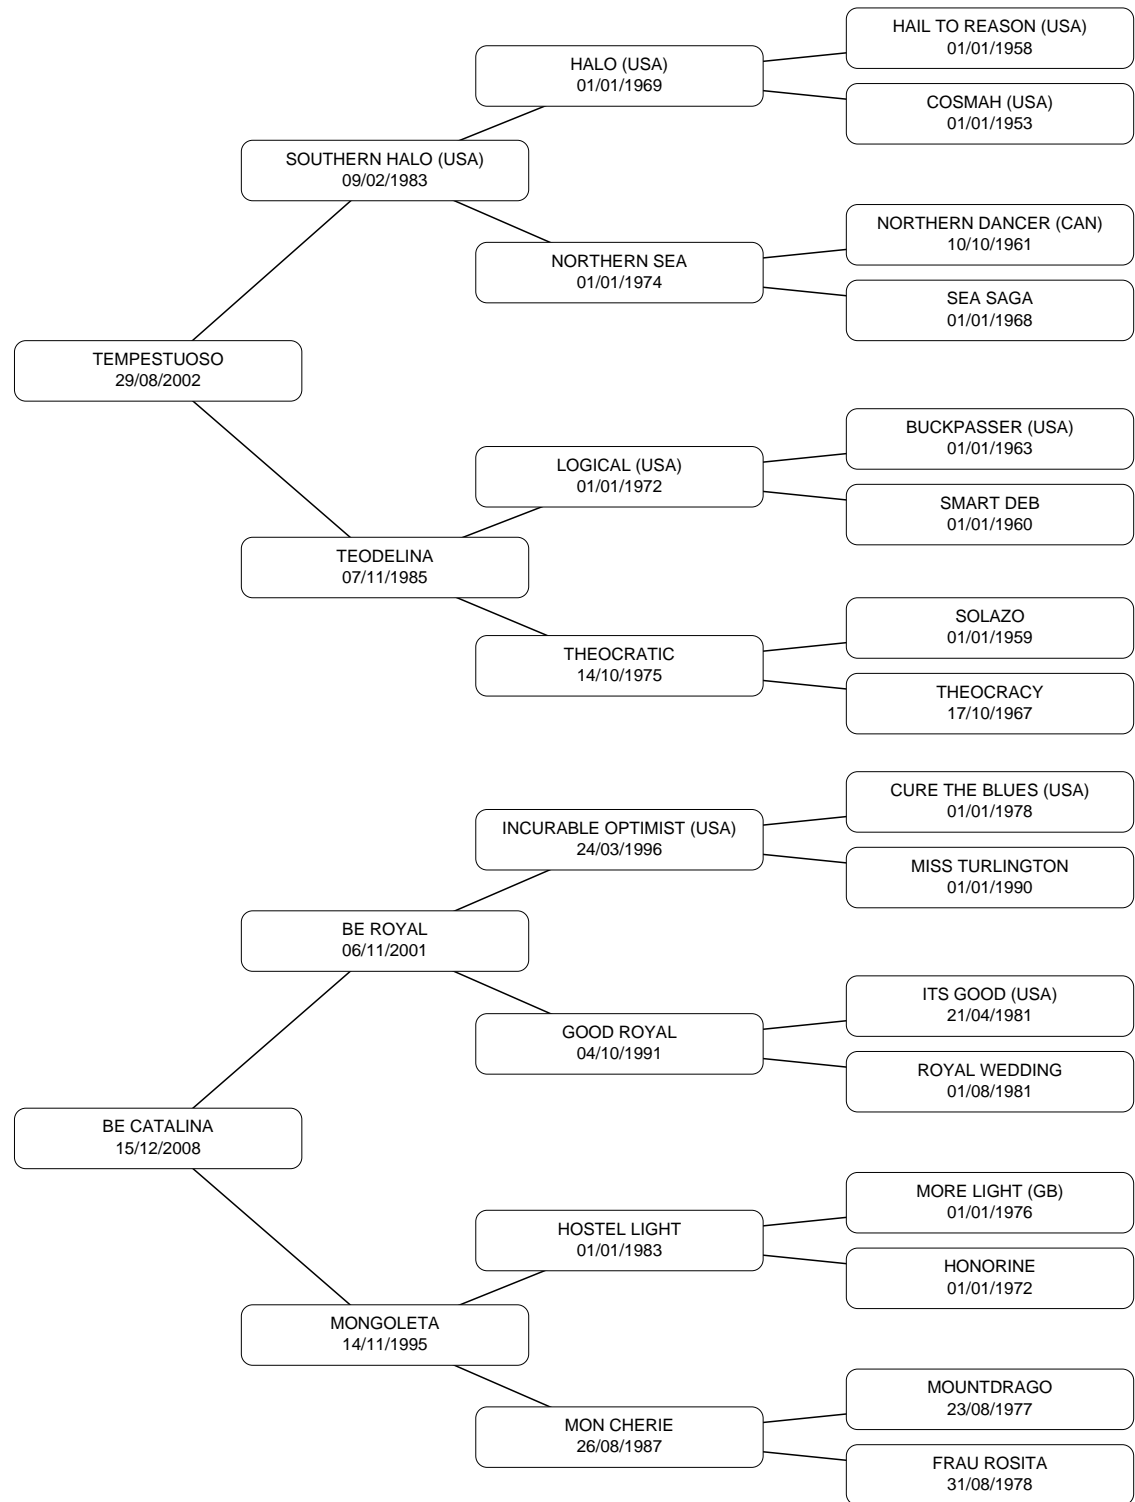 HAIL TO REASON (USA)
01/01/1958
HALO (USA)
01/01/1969
COSMAH (USA)
01/01/1953
SOUTHERN HALO (USA)
09/02/1983
NORTHERN DANCER (CAN)
10/10/1961
NORTHERN SEA
01/01/1974
SEA SAGA
01/01/1968
TEMPESTUOSO
29/08/2002
BUCKPASSER (USA)
01/01/1963
LOGICAL (USA)
01/01/1972
SMART DEB
01/01/1960
TEODELINA
07/11/1985
SOLAZO
01/01/1959
THEOCRATIC
14/10/1975
THEOCRACY
17/10/1967
CURE THE BLUES (USA)
01/01/1978
INCURABLE OPTIMIST (USA)
24/03/1996
MISS TURLINGTON
01/01/1990
BE ROYAL
06/11/2001
ITS GOOD (USA)
21/04/1981
GOOD ROYAL
04/10/1991
ROYAL WEDDING
01/08/1981
BE CATALINA
15/12/2008
MORE LIGHT (GB)
01/01/1976
HOSTEL LIGHT
01/01/1983
HONORINE
01/01/1972
MONGOLETA
14/11/1995
MOUNTDRAGO
23/08/1977
MON CHERIE
26/08/1987
FRAU ROSITA
31/08/1978